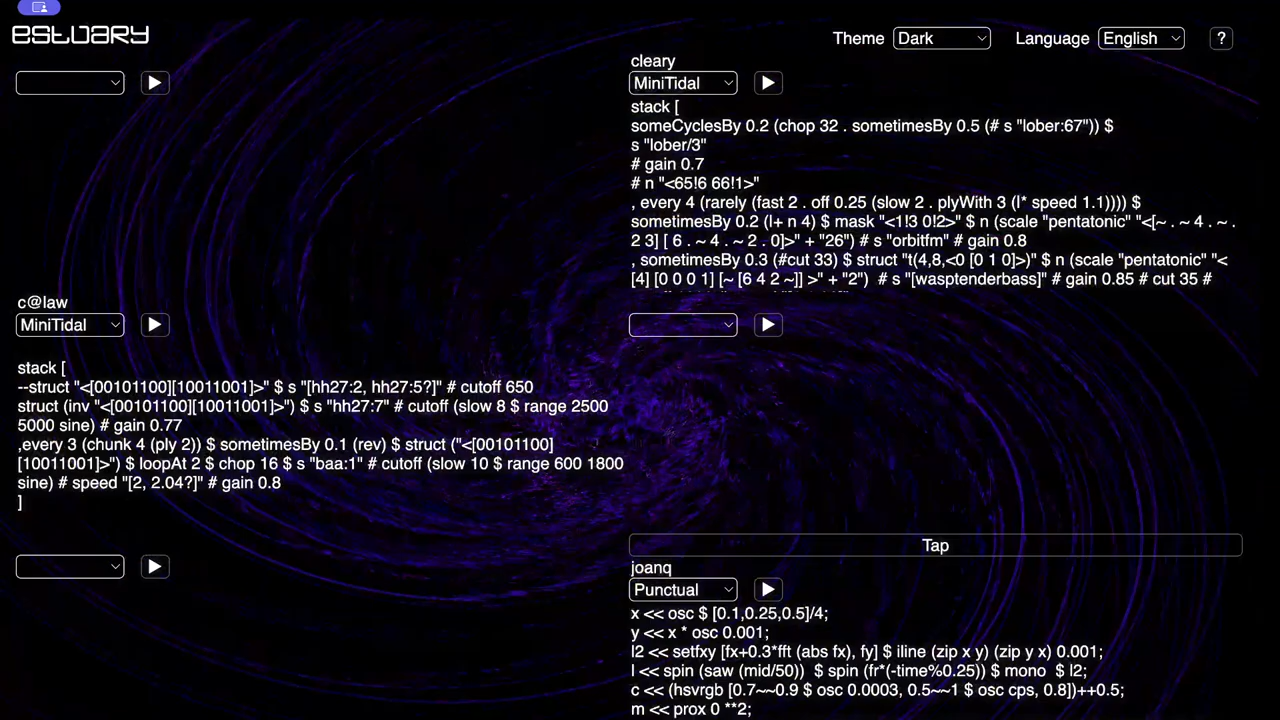 estuary
Theme Dark Language English ?
cleary
MiniTidal
stack [
someCyclesBy 0.2 (chop 32 . sometimesBy 0.5 (# s "lober:67")) $
s "lober/3"
# gain 0.7
# n "<65!6 66!1>"
, every 4 (rarely (fast 2 . off 0.25 (slow 2 . plyWith 3 (|* speed 1.1)))) $
sometimesBy 0.2 (|+ n 4) $ mask "<1!3 0!2>" $ n (scale "pentatonic" "<[~ . ~ 4 . ~ .
2 3] [ 6 . ~ 4 . ~ 2 . 0]>" + "26") # s "orbitfm" # gain 0.8
, sometimesBy 0.3 (#cut 33) $ struct "t(4,8,<0 [0 1 0]>)" $ n (scale "pentatonic" "<
[4] [0 0 0 1] [~ [6 4 2 ~]] >" + "2") # s "[wasptenderbass]" # gain 0.85 # cut 35 #
c@law
MiniTidal
stack [
--struct "<[00101100][10011001]>" $ s "[hh27:2, hh27:5?]" # cutoff 650
struct (inv "<[00101100][10011001]>") $ s "hh27:7" # cutoff (slow 8 $ range 2500
5000 sine) # gain 0.77
,every 3 (chunk 4 (ply 2)) $ sometimesBy 0.1 (rev) $ struct ("<[00101100]
[10011001]>") $ loopAt 2 $ chop 16 $ s "baa:1" # cutoff (slow 10 $ range 600 1800
sine) # speed "[2, 2.04?]" # gain 0.8
]
Tap
joanq
Punctual
x << osc $ [0.1,0.25,0.5]/4;
y << x * osc 0.001;
l2 << setfxy [fx+0.3*fft (abs fx), fy] $ iline (zip x y) (zip y x) 0.001;
l << spin (saw (mid/50)) $ spin (fr*(-time%0.25)) $ mono $ l2;
c << (hsvrgb [0.7~~0.9 $ osc 0.0003, 0.5~~1 $ osc cps, 0.8])++0.5;
m << prox 0 **2;